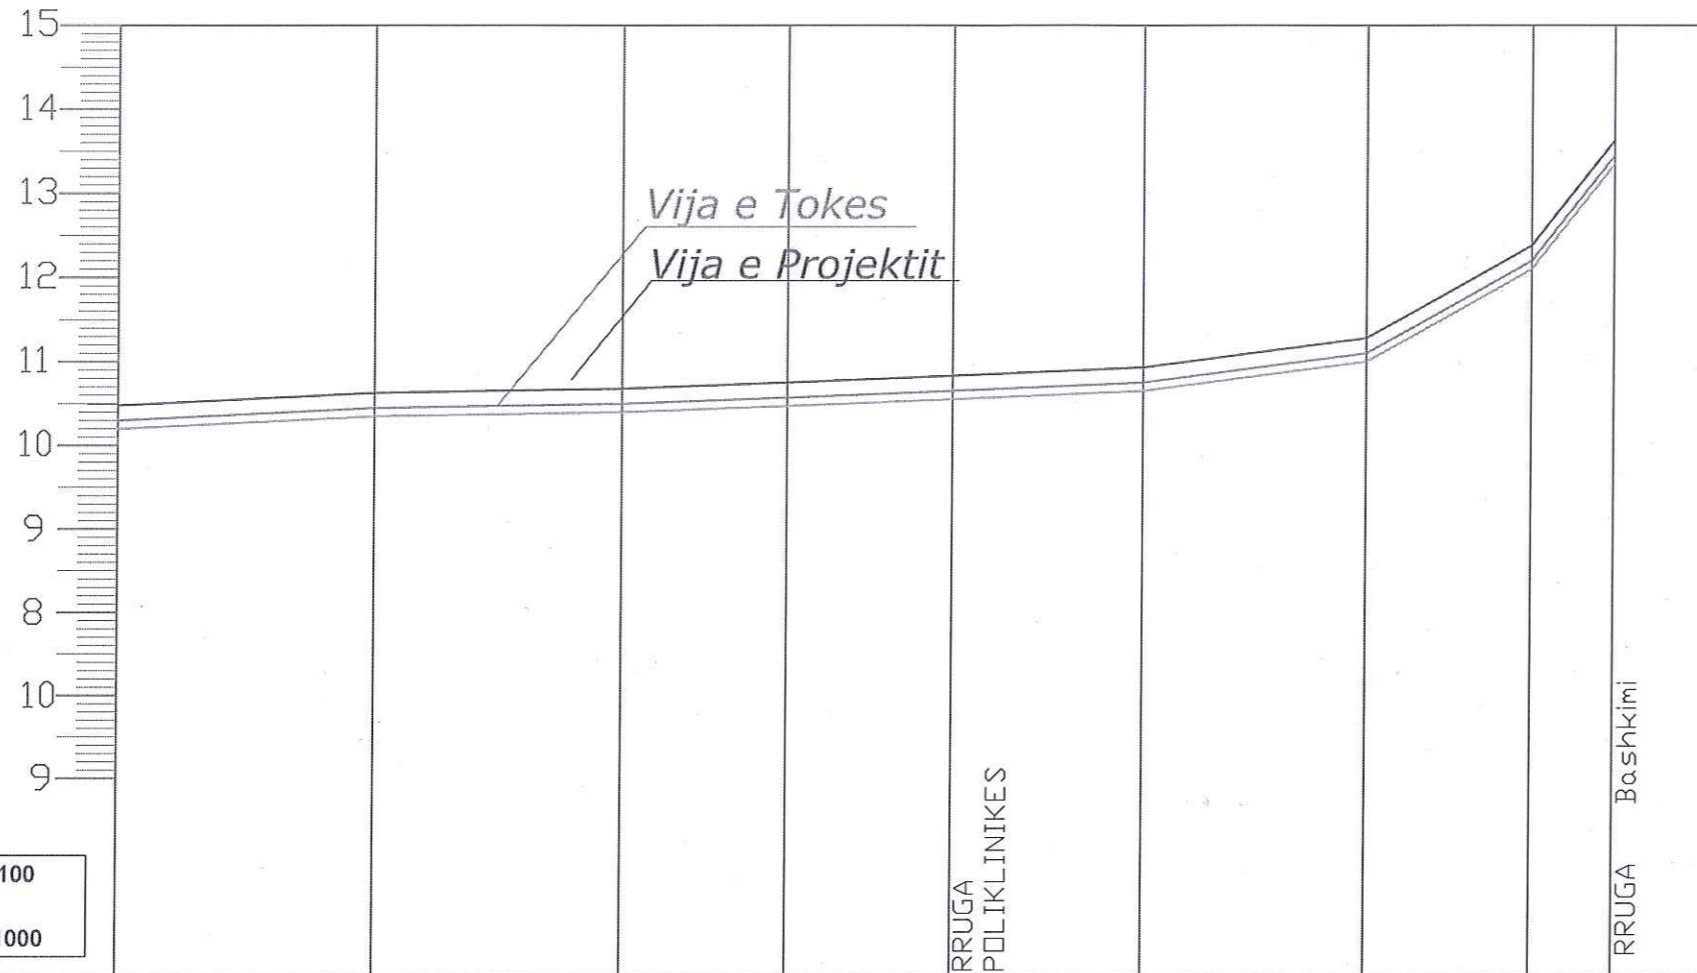 15
14
13
12
11
10
9
8
10
9
Vija e Tokes
Vija e Projektit
100
1000
RRUGA
POLIKLINIKES
RRUGA Bashkimi